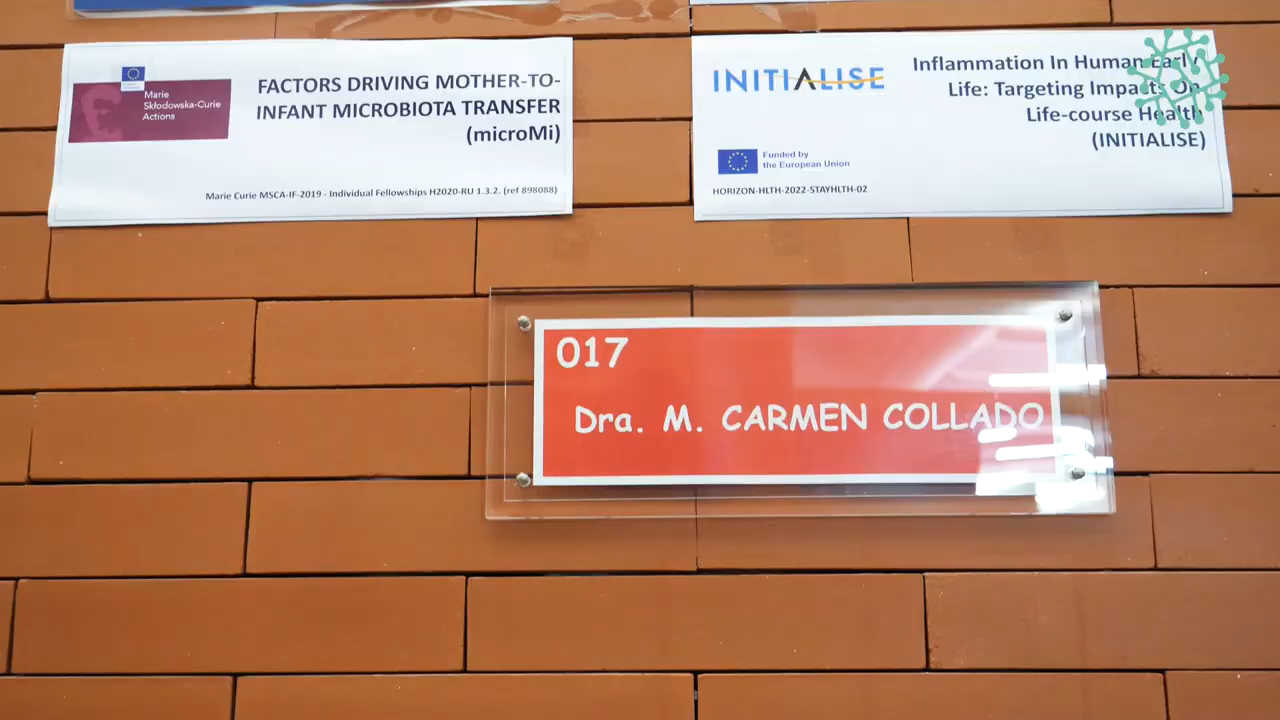 Marie
Skłodowska-Curie
Actions
FACTORS DRIVING MOTHER-TO-
INFANT MICROBIOTA TRANSFER
(microMi)
Marie Curie MSCA-IF-2019 - Individual Fellowships H2020-RU 1.3.2. (ref 898088)
INITIALISE
Inflammation In Human Early
Life: Targeting Impacts On
Life-course Health
(INITIALISE)
Funded by
the European Union
HORIZON-HLTH-2022-STAYHLTH-02
017
Dra. M. CARMEN COLLADO